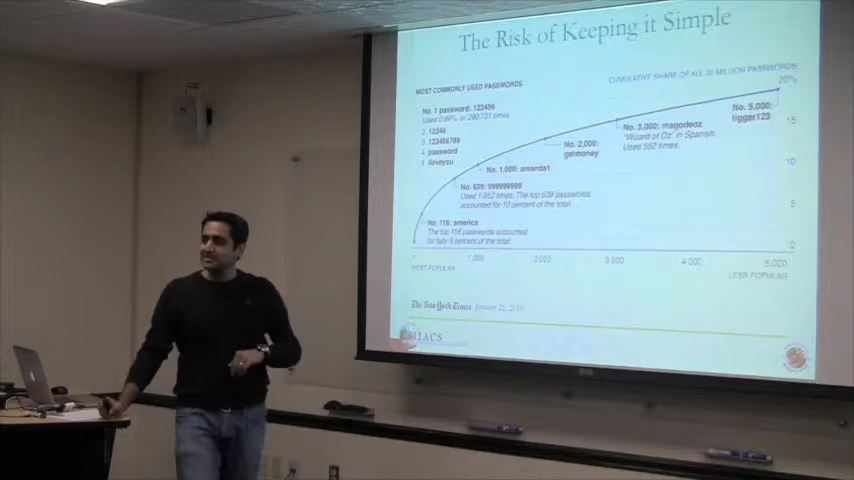 The Risk of Keeping it Simple
MOST COMMONLY USED PASSWORDS
CUMULATIVE SHARE OF ALL 32 MILLION PASSWORDS
20%
No. 1 password: 123456
Used 0.89% or 290,731 times
2. 12345
3. 123456789
4. password
5. iloveyou
No. 5,000:
tigger123
15
No. 3,000: magodeoz
"Wizard of Oz" in Spanish.
Used 552 times.
No. 2,000:
getmoney
10
No. 1,000: amanda1
No. 639: 999999999
Used 1,952 times. The top 639 passwords
accounted for 10 percent of the total
5
No. 116: america
The top 116 passwords accounted
for fully 5 percent of the total
0
1
1,000
2,000
3,000
4,000
5,000
MOST POPULAR
LESS POPULAR
The New York Times
January 21, 2010
UMIACS